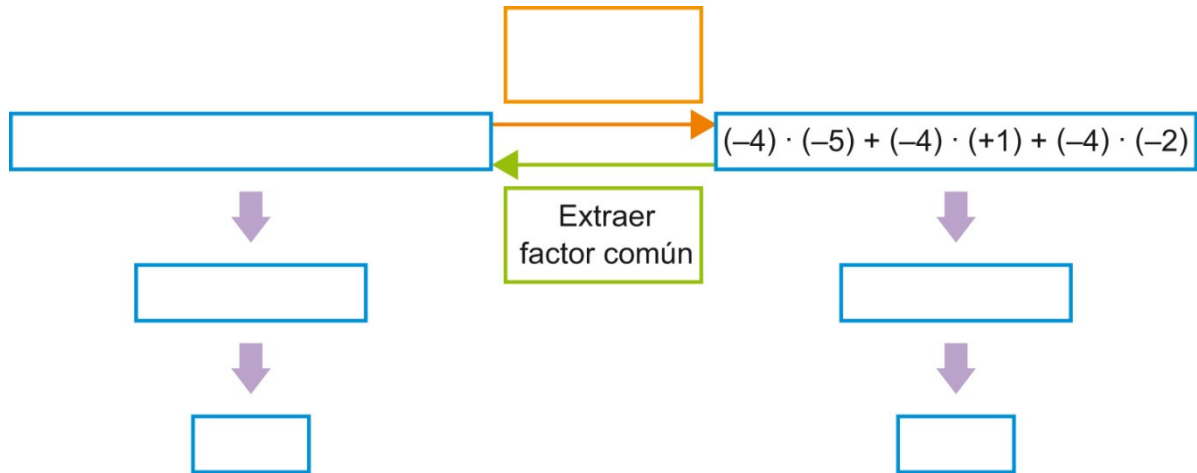 (–4) · (–5) + (–4) · (+1) + (–4) · (–2)
Extraer
factor común